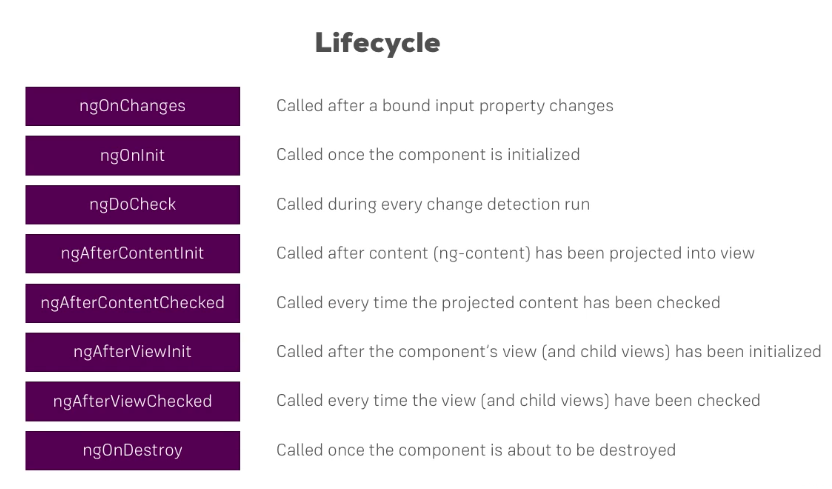 Lifecycle
ngOnChanges Called after a bound input property changes
ngOnInit Called once the component is initialized
ngDoCheck Called during every change detection run
ngAfterContentInit Called after content (ng-content) has been projected into view
ngAfterContentChecked Called every time the projected content has been checked
ngAfterViewInit Called after the component's view (and child views) has been initialized
ngAfterViewChecked Called every time the view (and child views) have been checked
ngOnDestroy Called once the component is about to be destroyed